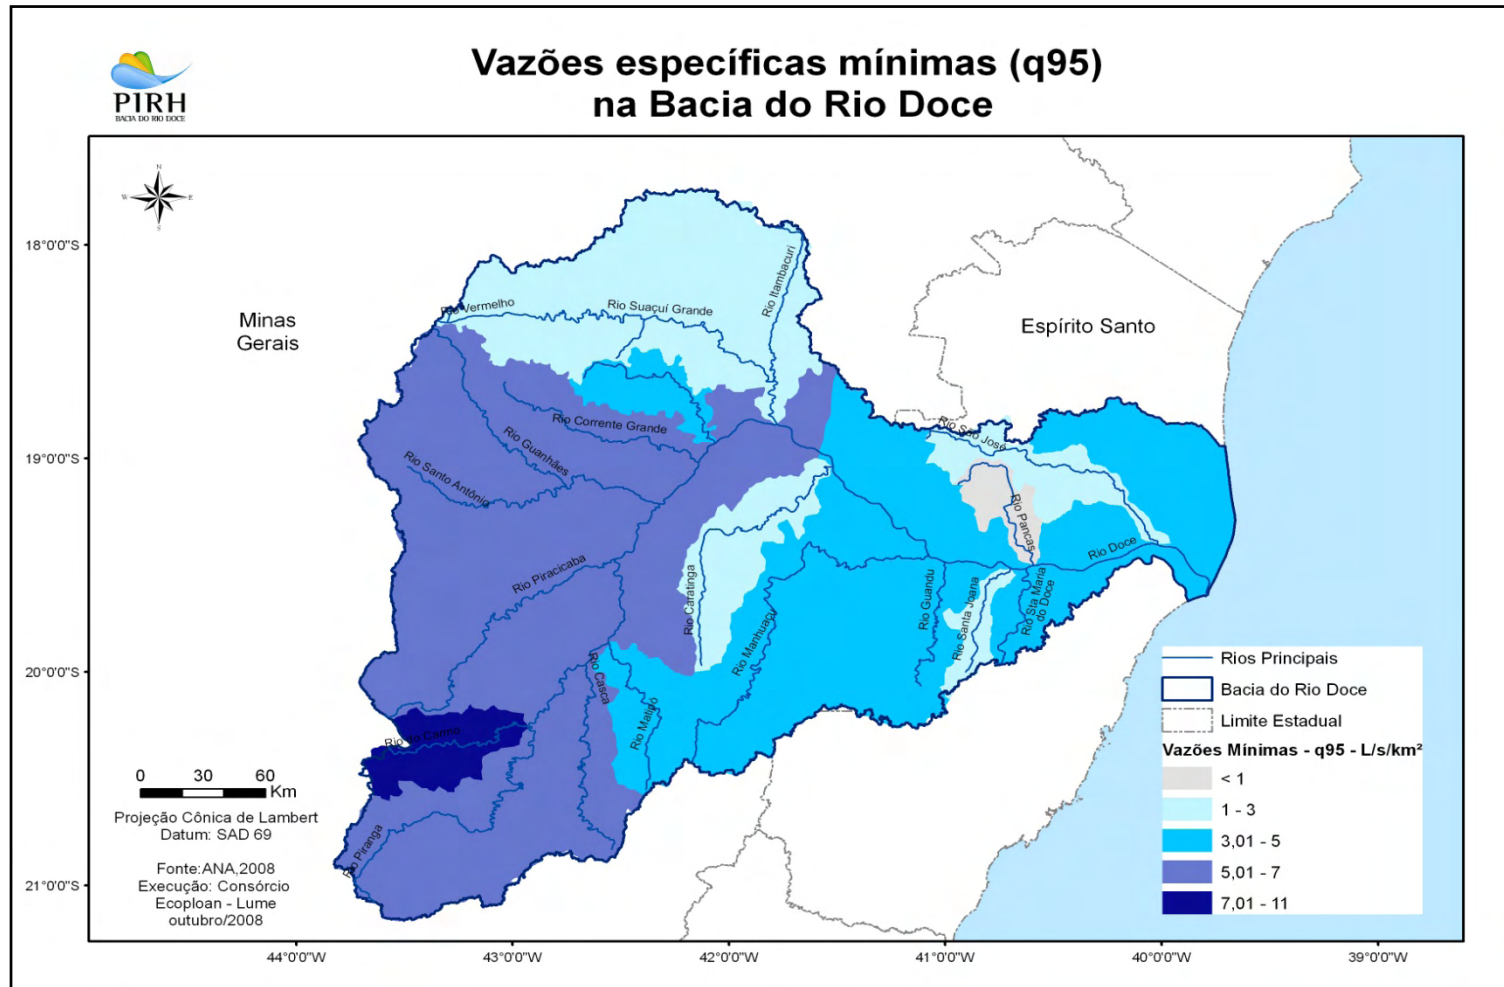 PIRH
BACIA DO RIO DOCE
Vazões específicas mínimas (q95)
na Bacia do Rio Doce
N
W
E
S
18°0'0"S
19°0'0"S
20°0'0"S
21°0'0"S
Minas
Gerais
Espírito Santo
Rio Vermelho
Rio Suaçuí Grande
Rio Itambacuri
Rio Corrente Grande
Rio Guanhães
Rio Santo Antônio
Rio São José
Rio Pancas
Rio Doce
Rio Piracicaba
Rio Caratinga
Rio Manhuaçu
Rio Guandu
Rio Santa Joana
Rio Sta Maria
do Doce
Rio Casca
Rio Matipó
Rio do Carmo
Rio Piranga
0 30 60
Km
Projeção Cônica de Lambert
Datum: SAD 69
Fonte:ANA,2008
Execução: Consórcio
Ecoploan - Lume
outubro/2008
Rios Principais
Bacia do Rio Doce
Limite Estadual
Vazões Mínimas - q95 - L/s/km²
< 1
1 - 3
3,01 - 5
5,01 - 7
7,01 - 11
44°0'0"W
43°0'0"W
42°0'0"W
41°0'0"W
40°0'0"W
39°0'0"W